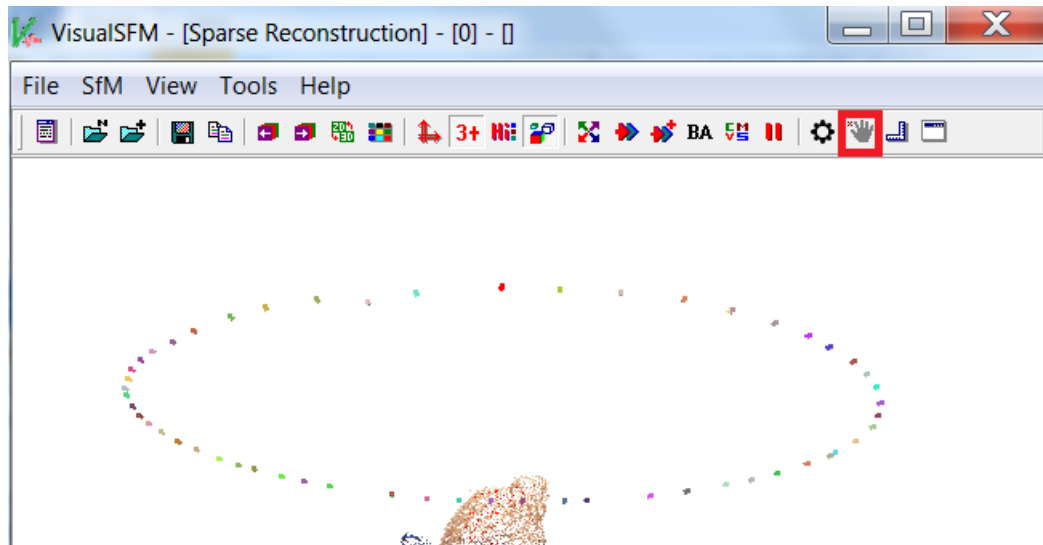 VisualSFM - [Sparse Reconstruction] - [0] - []
File SfM View Tools Help
3+ BA